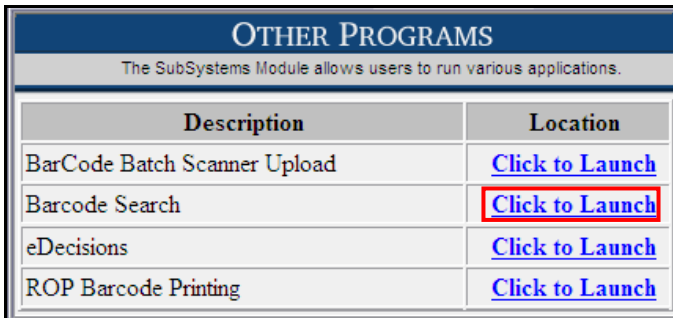 OTHER PROGRAMS
The SubSystems Module allows users to run various applications.
Description Location
BarCode Batch Scanner Upload Click to Launch
Barcode Search Click to Launch
eDecisions Click to Launch
ROP Barcode Printing Click to Launch